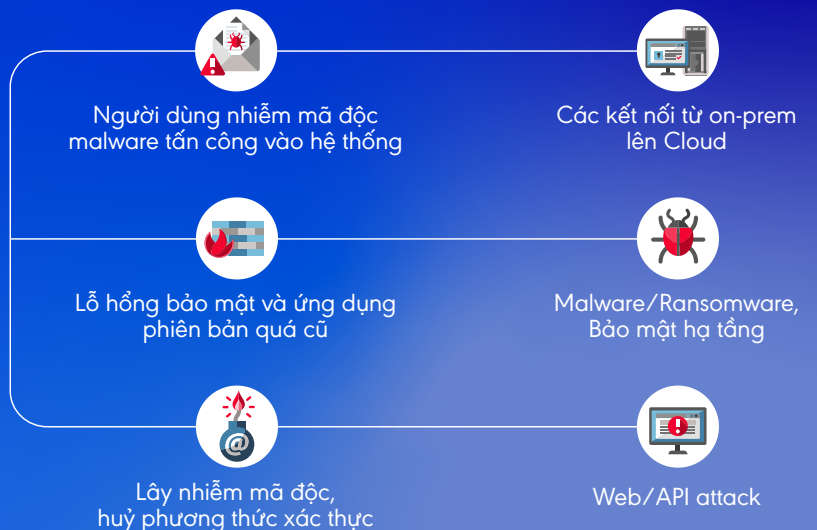 Người dùng nhiễm mã độc
malware tấn công vào hệ thống
Các kết nối từ on-prem
lên Cloud
Lỗ hổng bảo mật và ứng dụng
phiên bản quá cũ
Malware/Ransomware,
Bảo mật hạ tầng
Lây nhiễm mã độc,
huỷ phương thức xác thực
Web/API attack